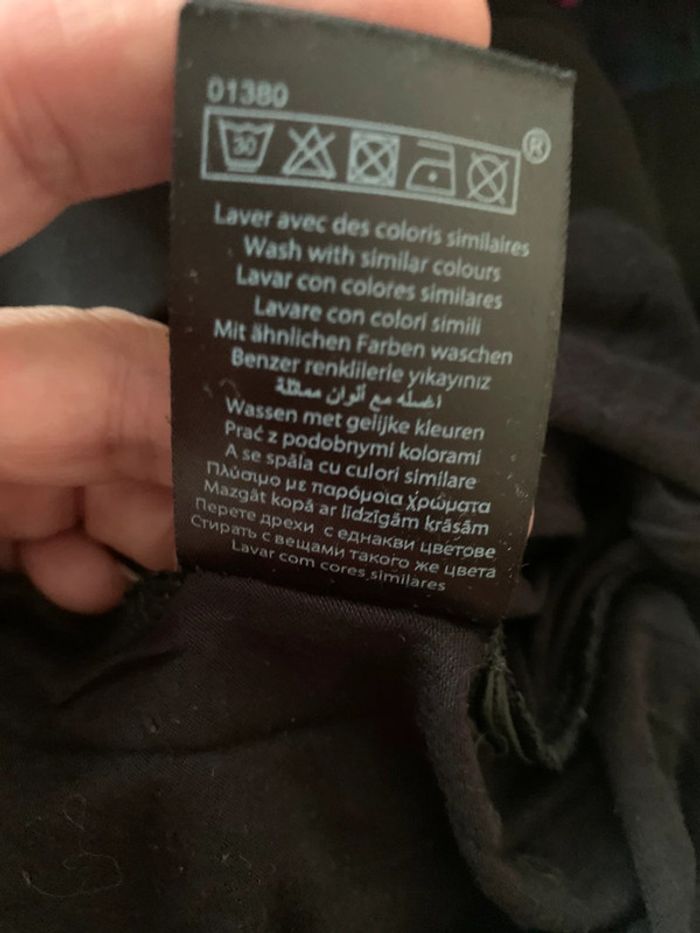 01380
30
®
Laver avec des coloris similaires
Wash with similar colours
Lavar con colores similares
Lavare con colori simili
Mit ähnlichen Farben waschen
Benzer renklilerle yıkayınız
اغسله مع ألوان مماثلة
Wassen met gelijke kleuren
Prać z podobnymi kolorami
A se spăla cu culori similare
Πλύσιμο με παρόμοια χρώματα
Mazgāt kopā ar līdzīgām krāsām
Перете дрехи с еднакви цветове
Стирать с вещами такого же цвета
Lavar com cores similares